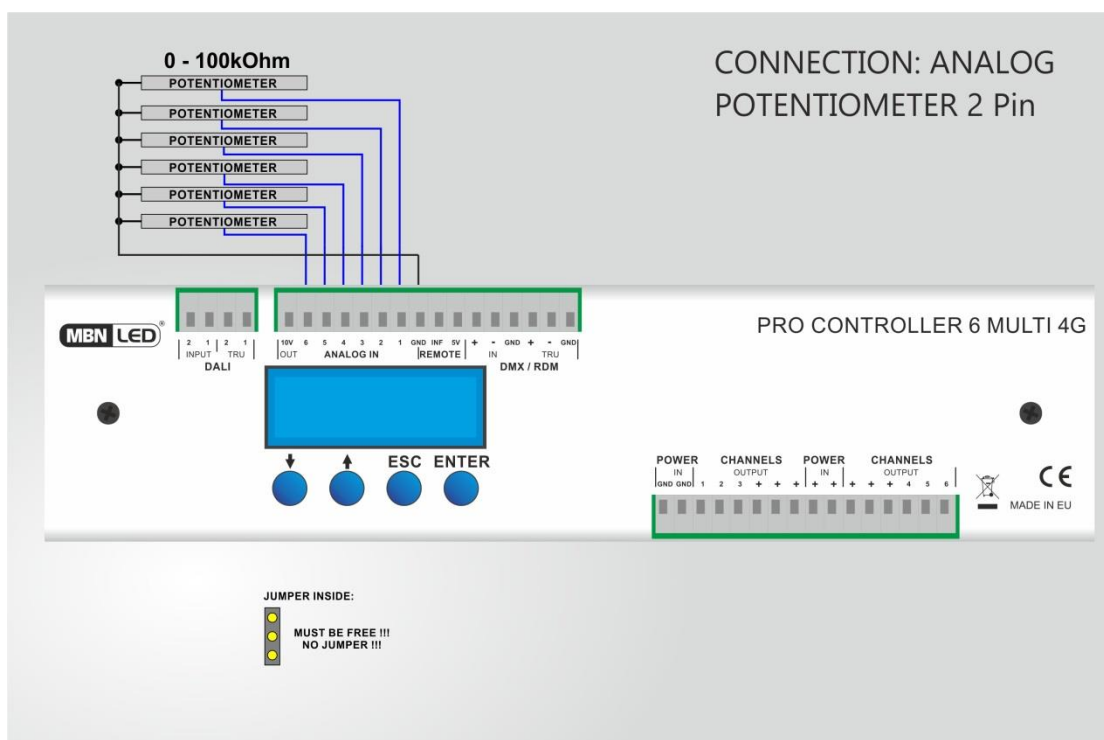 0 - 100kOhm
POTENTIOMETER
POTENTIOMETER
POTENTIOMETER
POTENTIOMETER
POTENTIOMETER
POTENTIOMETER
CONNECTION: ANALOG
POTENTIOMETER 2 Pin
MBN LED®
PRO CONTROLLER 6 MULTI 4G
2 1 2 1
INPUT TRU
DALI
10V 6 5 4 3 2 1 GND INF 5V + - GND + - GND
OUT ANALOG IN REMOTE IN TRU
DMX / RDM
ESC ENTER
POWER CHANNELS POWER CHANNELS
IN OUTPUT IN OUTPUT
GND GND 1 2 3 + + + + + + + + 4 5 6
CE
MADE IN EU
JUMPER INSIDE:
MUST BE FREE !!!
NO JUMPER !!!